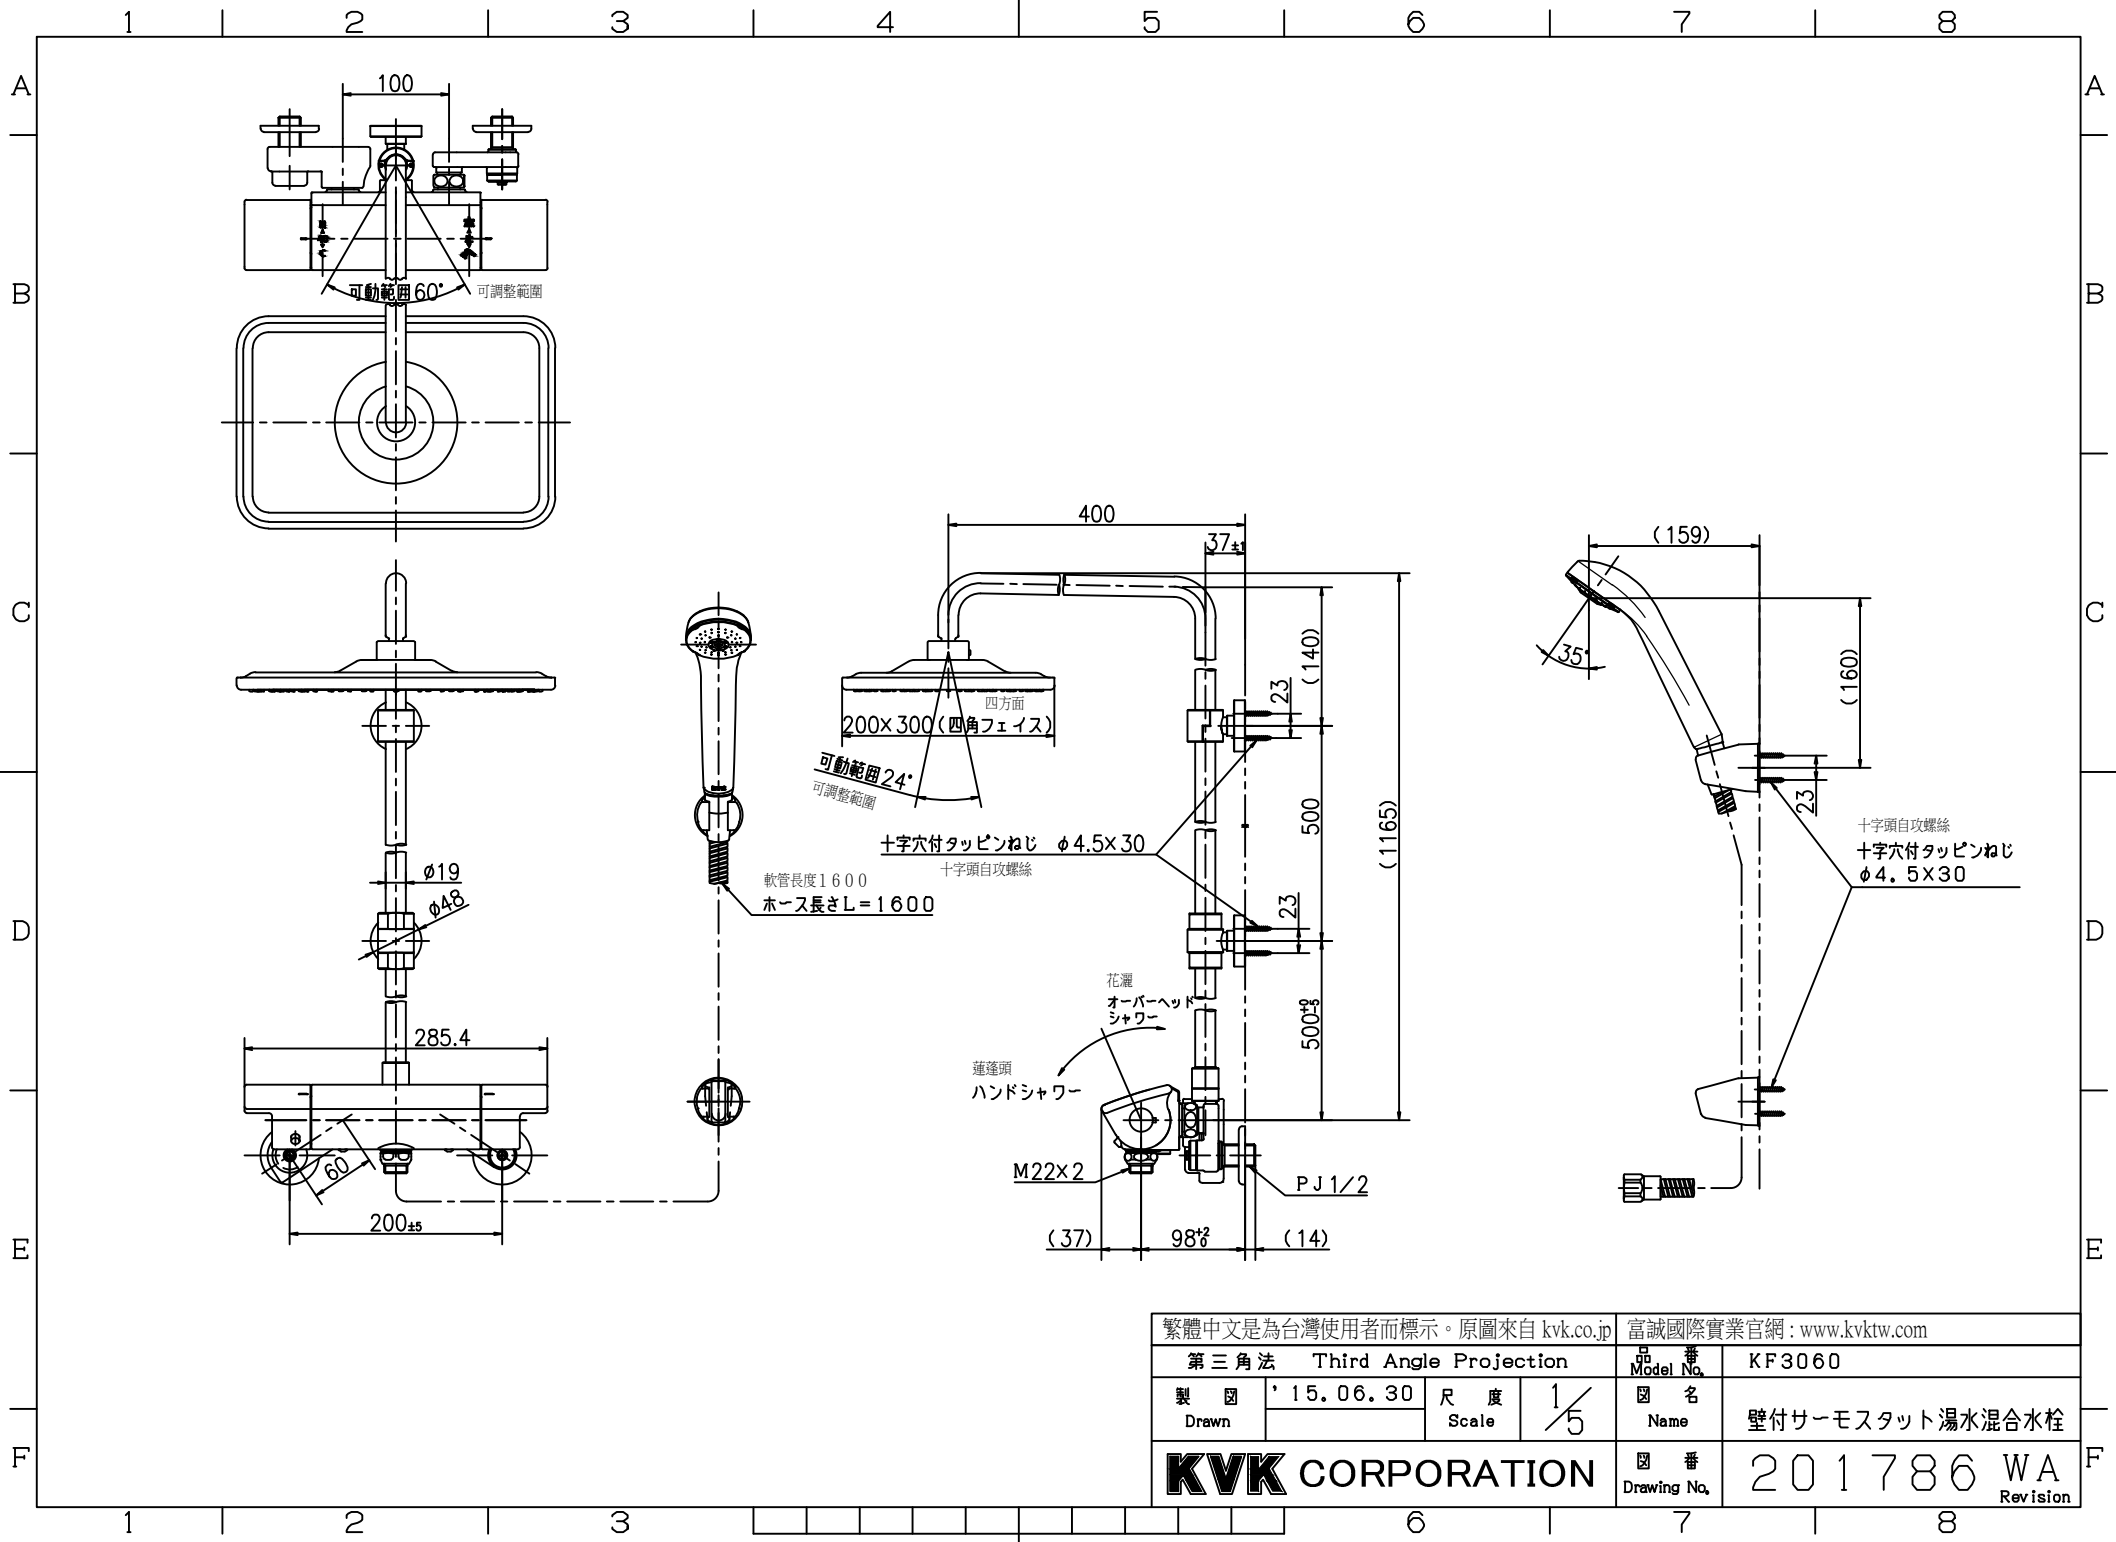 1 2 3 4 5 6 7 8
A A
B B
C C
D D
E E
F F
100
可動範囲60°
可調整範圍
400
37±1
(159)
35°
(140)
(160)
23
23
四方面
200×300(四角フェイス)
可動範囲24°
可調整範圍
500
(1165)
十字穴付タッピンねじ φ4.5×30
十字頭自攻螺絲
十字頭自攻螺絲
十字穴付タッピンねじ
φ4.5×30
φ19
φ48
軟管長度1600
ホース長さL=1600
23
花灑
オーバーヘッド
シャワー
500+0-5
285.4
蓮蓬頭
ハンドシャワー
60
M22×2
PJ1/2
200±5
(37)
98+2 0
(14)
繁體中文是為台灣使用者而標示。原圖來自 kvk.co.jp
富誠國際實業官網 : www.kvktw.com
第三角法 Third Angle Projection
品番
Model No.
KF3060
製図
Drawn
'15.06.30
尺度
Scale
1/5
図名
Name
壁付サーモスタット湯水混合水栓
KVK CORPORATION
図番
Drawing No.
201786 WA
Revision
1 2 3 6 7 8